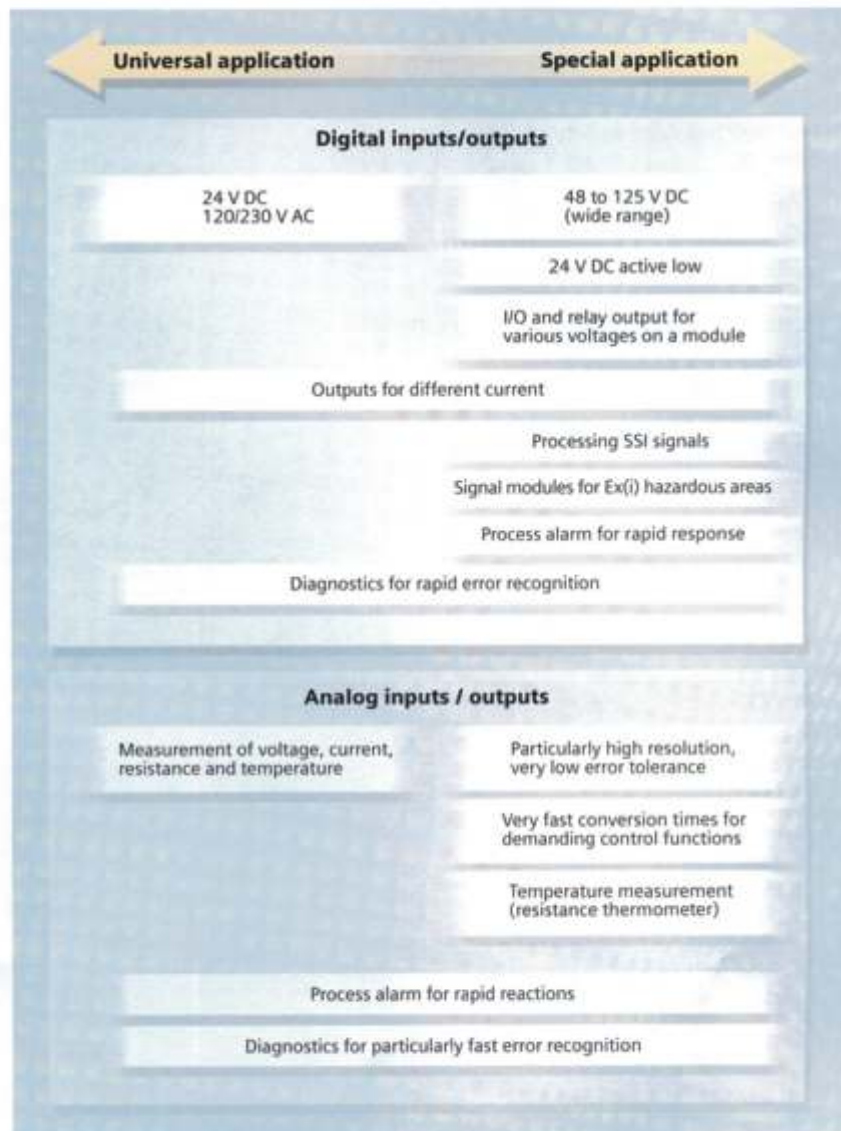 Universal application
Special application
Digital inputs/outputs
24 V DC
120/230 V AC
48 to 125 V DC
(wide range)
24 V DC active low
I/O and relay output for
various voltages on a module
Outputs for different current
Processing SSI signals
Signal modules for Ex(i) hazardous areas
Process alarm for rapid response
Diagnostics for rapid error recognition
Analog inputs / outputs
Measurement of voltage, current,
resistance and temperature
Particularly high resolution,
very low error tolerance
Very fast conversion times for
demanding control functions
Temperature measurement
(resistance thermometer)
Process alarm for rapid reactions
Diagnostics for particularly fast error recognition